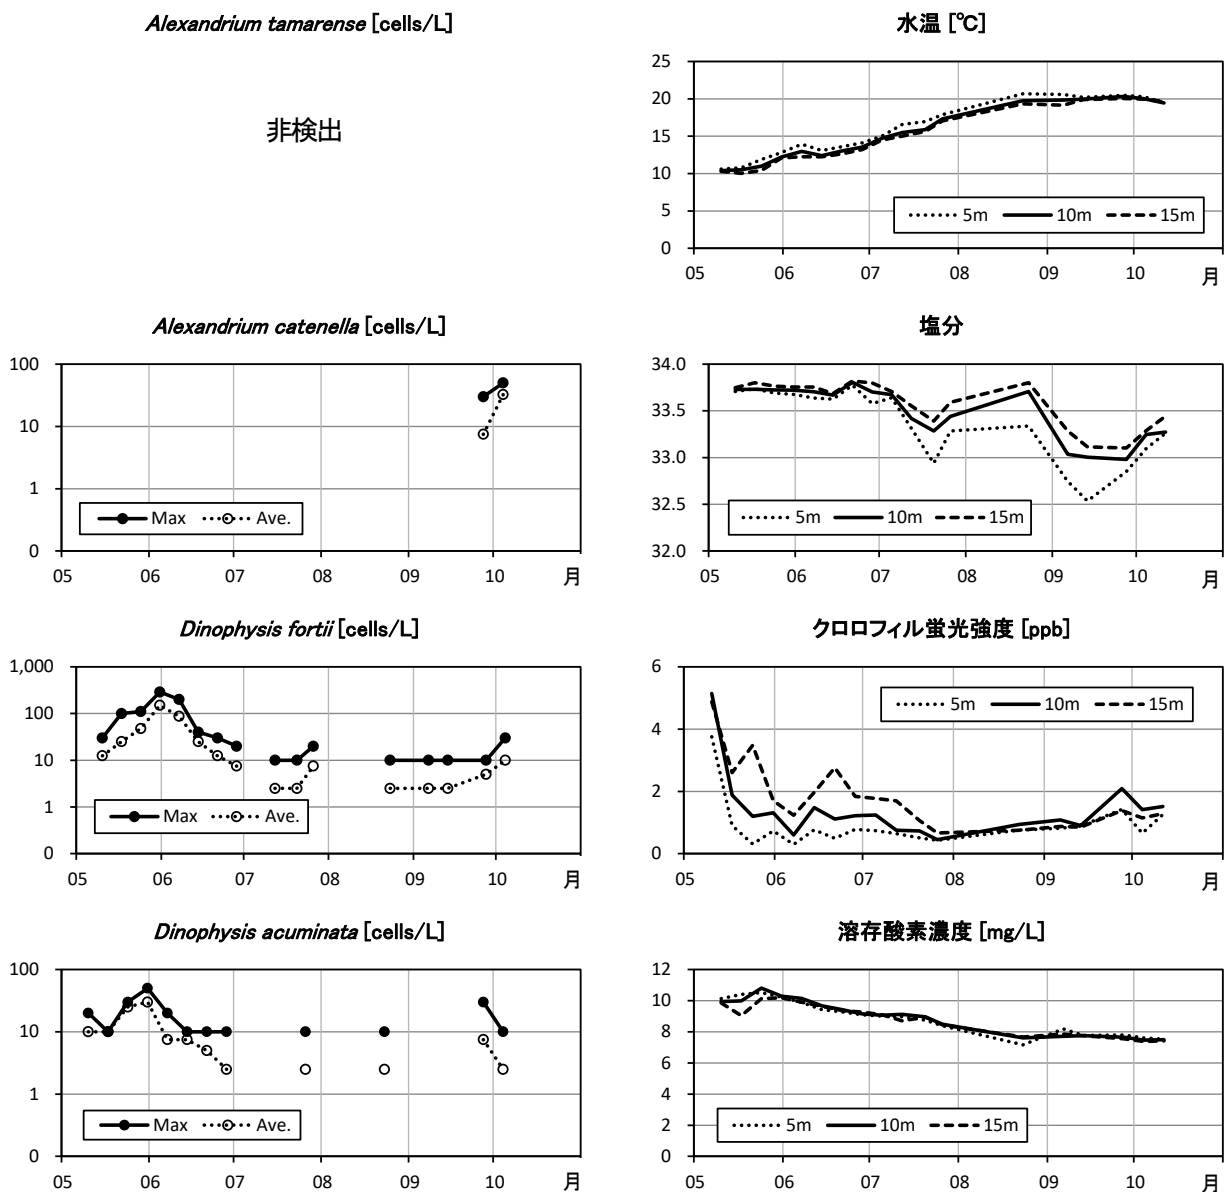 Alexandrium tamarense [cells/L]
非検出
水温 [℃]
25
20
15
10
5
0
5m 10m 15m
05 06 07 08 09 10 月
Alexandrium catenella [cells/L]
100
10
1
0
Max Ave.
05 06 07 08 09 10 月
塩分
34.0
33.5
33.0
32.5
32.0
5m 10m 15m
05 06 07 08 09 10 月
Dinophysis fortii [cells/L]
1,000
100
10
1
0
Max Ave.
05 06 07 08 09 10 月
クロロフィル蛍光強度 [ppb]
6
4
2
0
5m 10m 15m
05 06 07 08 09 10 月
Dinophysis acuminata [cells/L]
100
10
1
0
Max Ave.
05 06 07 08 09 10 月
溶存酸素濃度 [mg/L]
12
10
8
6
4
2
0
5m 10m 15m
05 06 07 08 09 10 月